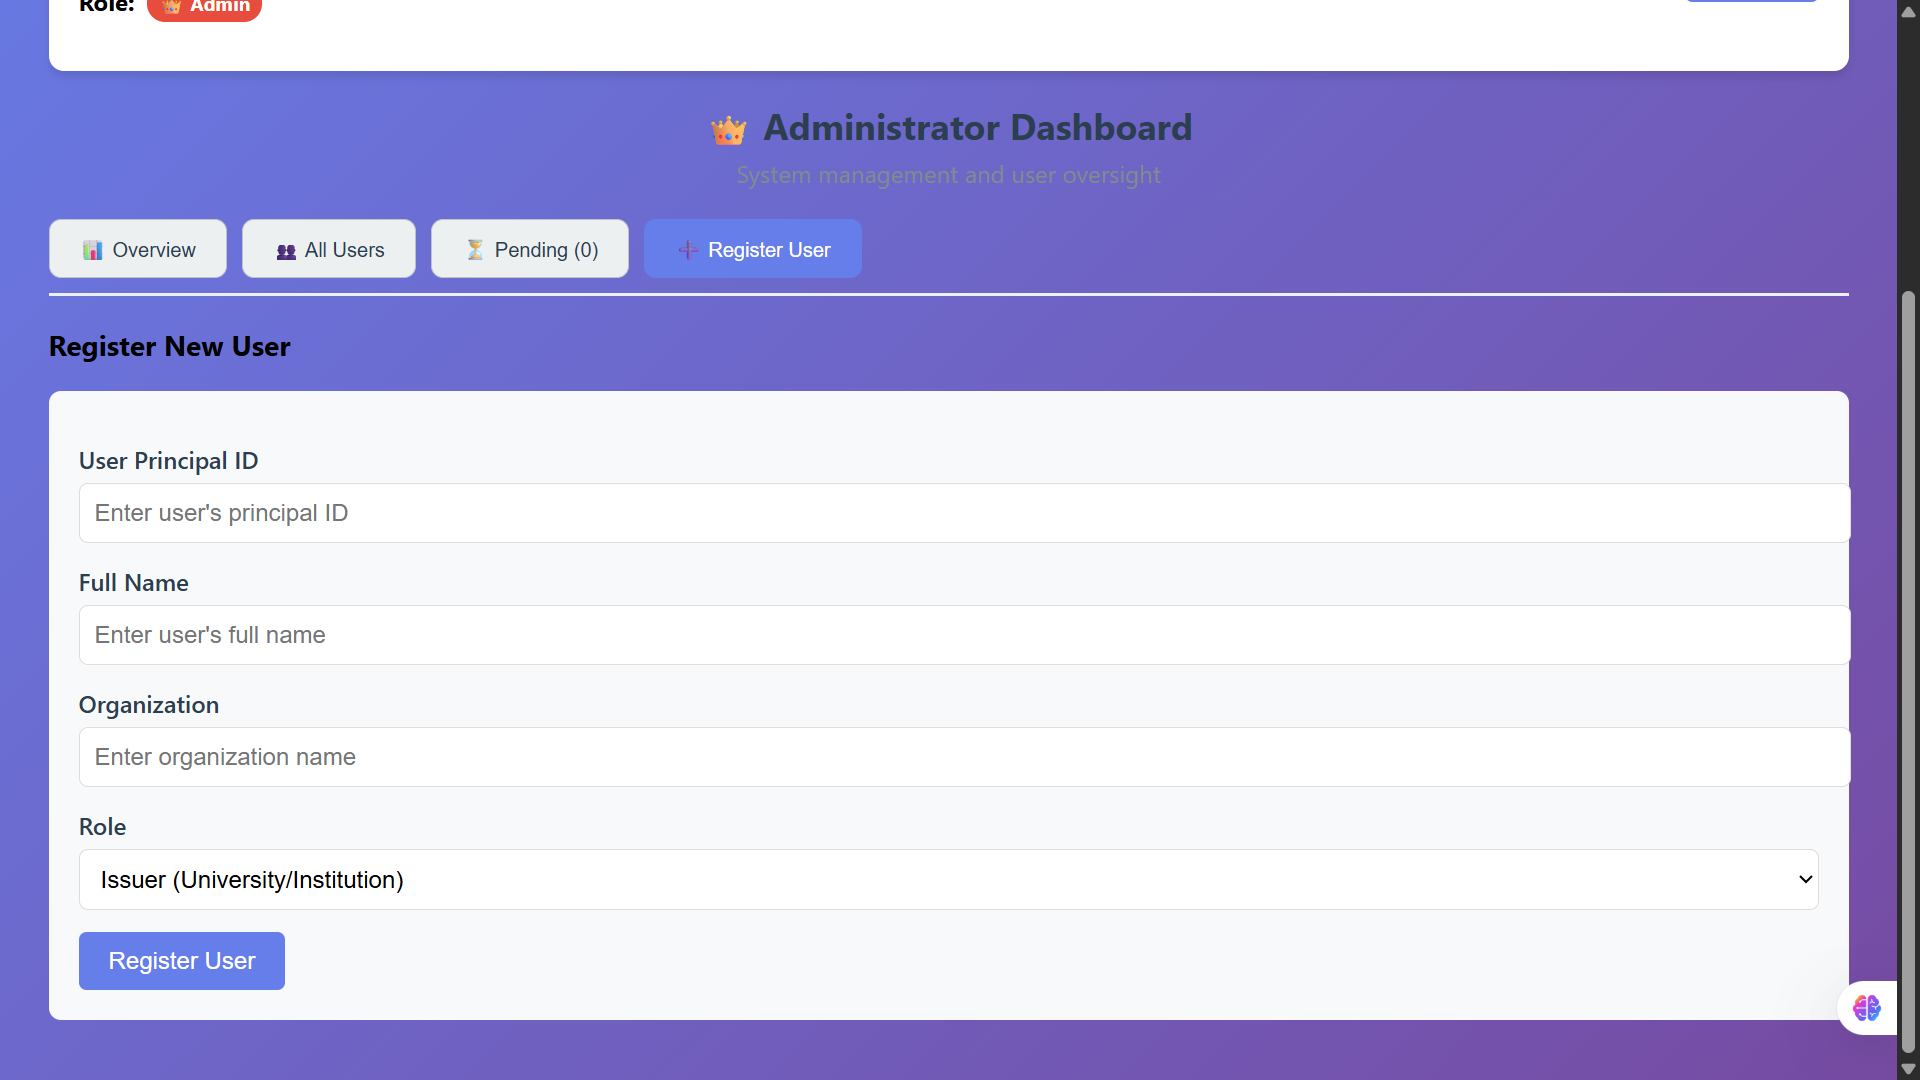 Role: Admin
Administrator Dashboard
System management and user oversight
Overview
All Users
Pending (0)
Register User
Register New User
User Principal ID
Enter user's principal ID
Full Name
Enter user's full name
Organization
Enter organization name
Role
Issuer (University/Institution)
Register User